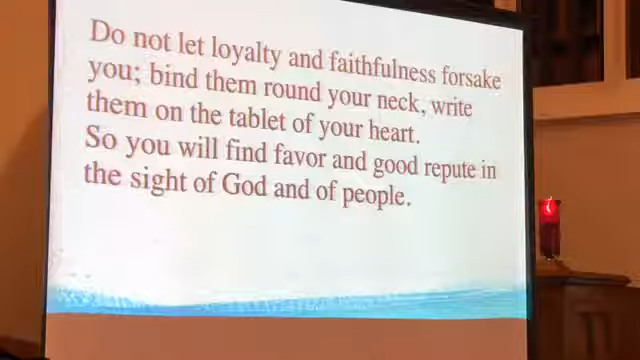 Do not let loyalty and faithfulness forsake
you; bind them round your neck, write
them on the tablet of your heart.
So you will find favor and good repute in
the sight of God and of people.